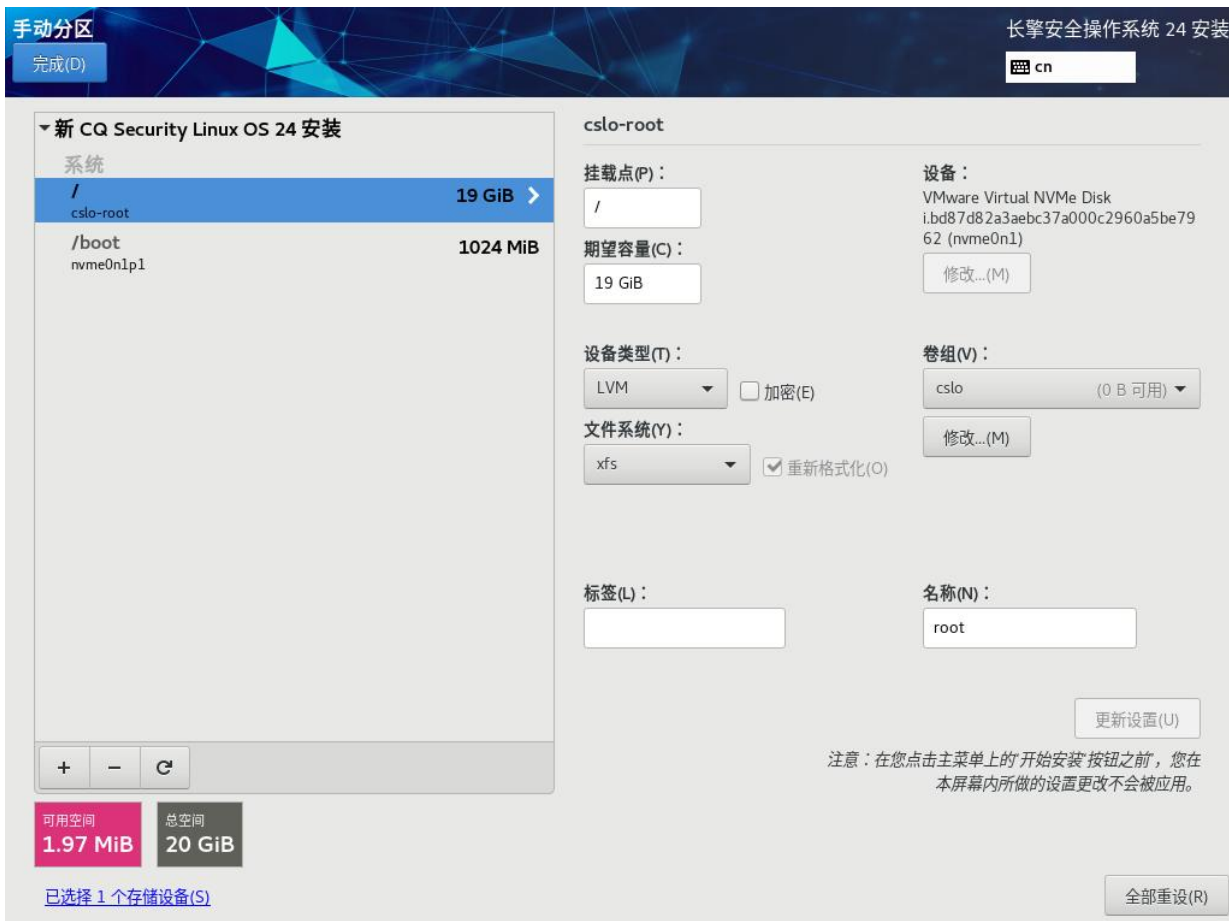 手动分区
完成(D)
长擎安全操作系统 24 安装
cn
新 CQ Security Linux OS 24 安装
系统
/
19 GiB
cslo-root
/boot
1024 MiB
nvme0n1p1
+ −
可用空间
1.97 MiB
总空间
20 GiB
已选择 1 个存储设备(S)
cslo-root
挂载点(P)：
/
期望容量(C)：
19 GiB
设备：
VMware Virtual NVMe Disk
i.bd87d82a3aebc37a000c2960a5be79
62 (nvme0n1)
修改...(M)
设备类型(T)：
LVM
加密(E)
卷组(V)：
cslo (0 B 可用)
修改...(M)
文件系统(Y)：
xfs
重新格式化(O)
标签(L)：
名称(N)：
root
更新设置(U)
注意：在您点击主菜单上的'开始安装'按钮之前，您在
本屏幕内所做的设置更改不会被应用。
全部重设(R)